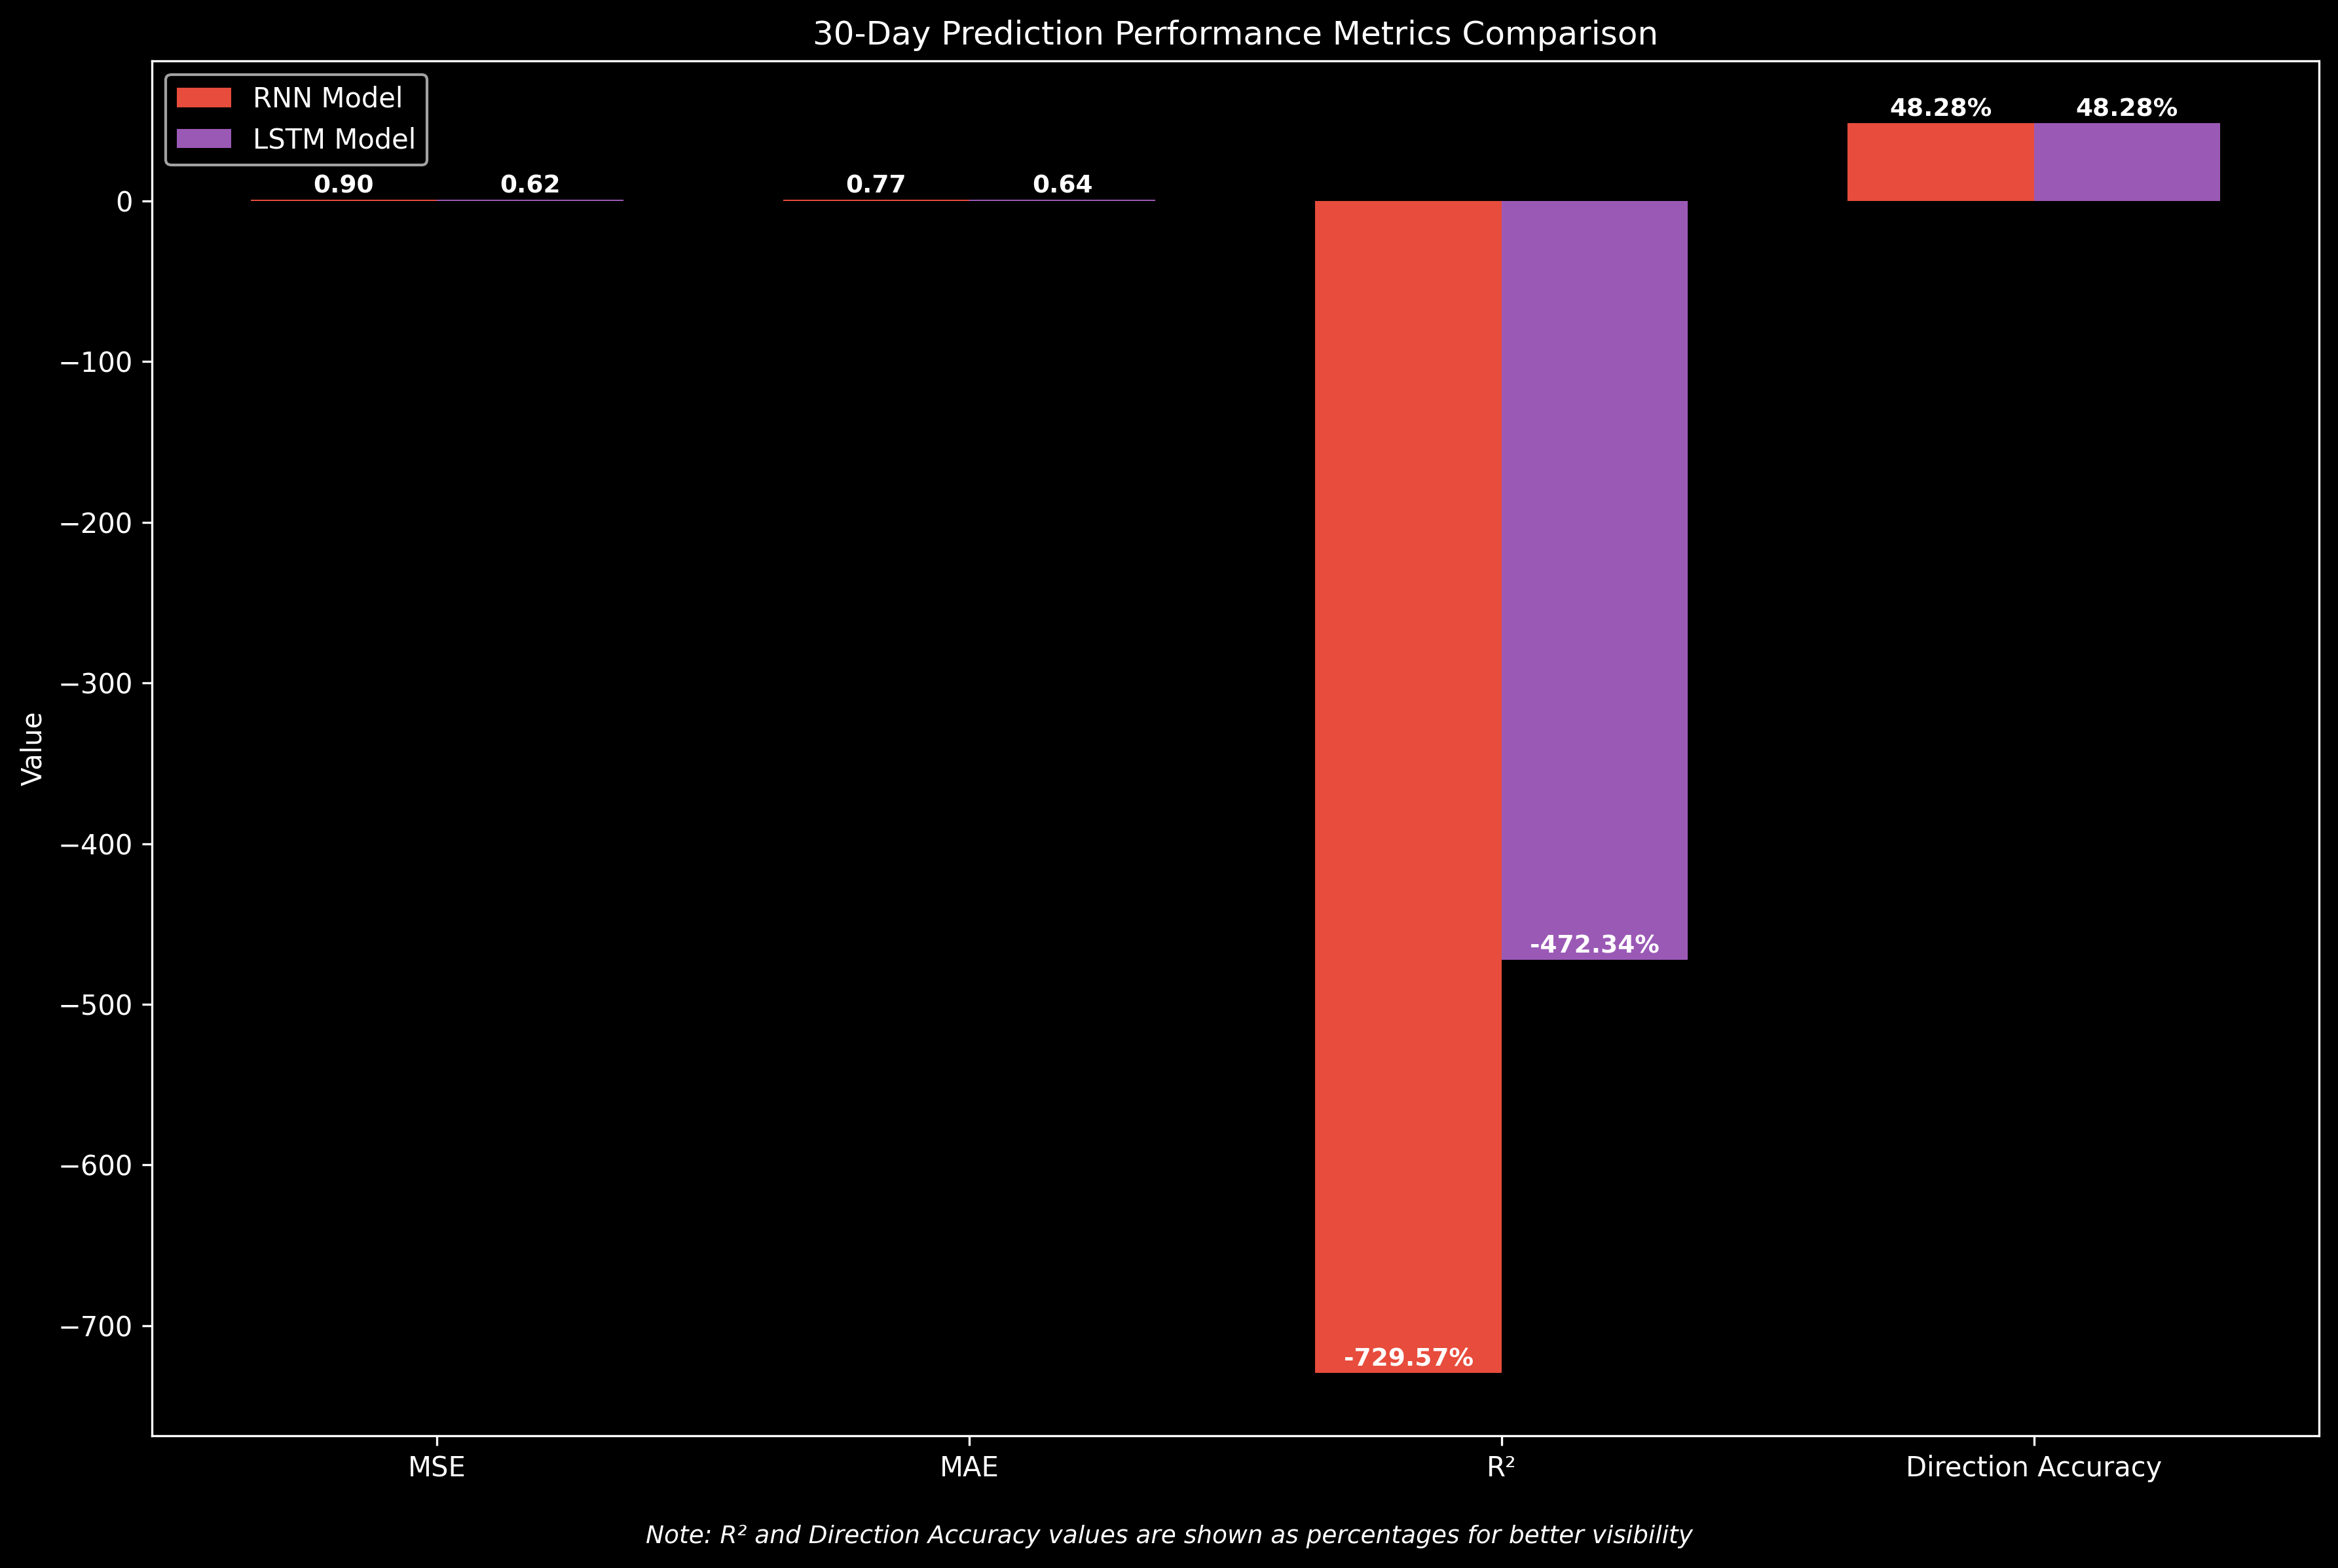 30-Day Prediction Performance Metrics Comparison
RNN Model
LSTM Model
48.28%
48.28%
0.90
0.62
0.77
0.64
0
−100
−200
−300
−400
−500
−600
−700
Value
-472.34%
-729.57%
MSE
MAE
R²
Direction Accuracy
Note: R² and Direction Accuracy values are shown as percentages for better visibility